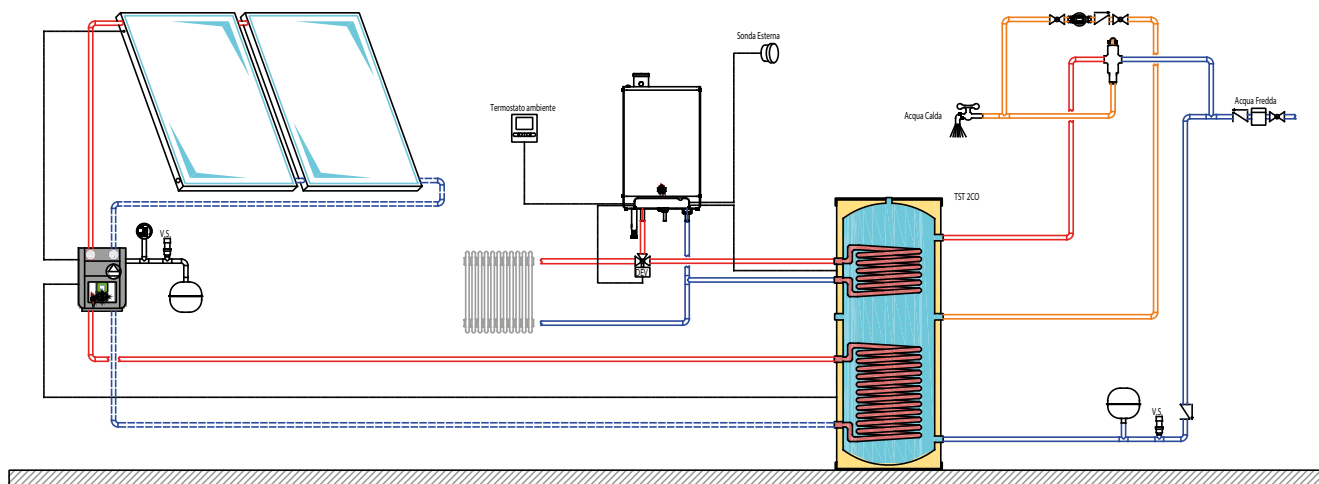 Sonda Esterna
Termostato ambiente
Acqua Calda
Acqua Fredda
TST 2CO
V.S.
DEV
V.S.